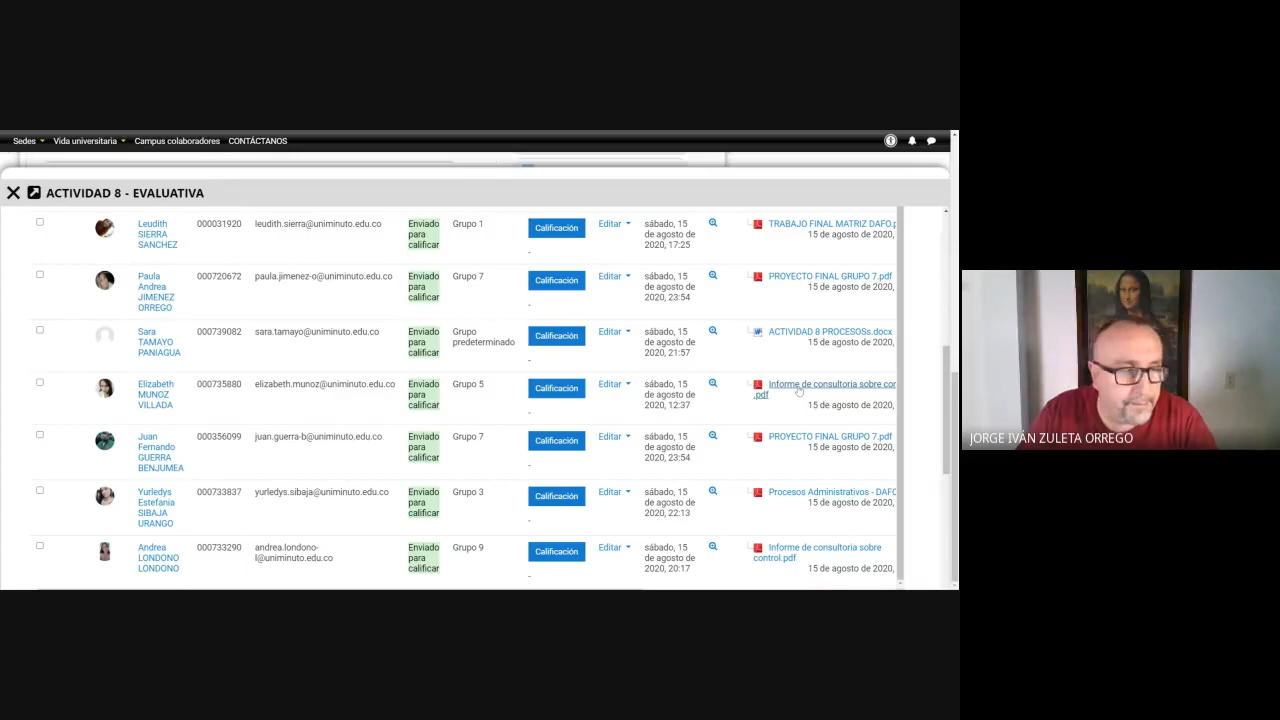 Sedes Vida universitaria Campus colaboradores CONTÁCTANOS
ACTIVIDAD 8 - EVALUATIVA
Leudith SIERRA SANCHEZ 000031920 leudith.sierra@uniminuto.edu.co Enviado para calificar Grupo 1 Calificación - Editar sábado, 15 de agosto de 2020, 17:25 TRABAJO FINAL MATRIZ DAFO.p 15 de agosto de 2020,
Paula Andrea JIMENEZ ORREGO 000720672 paula.jimenez-o@uniminuto.edu.co Enviado para calificar Grupo 7 Calificación - Editar sábado, 15 de agosto de 2020, 23:54 PROYECTO FINAL GRUPO 7.pdf 15 de agosto de 2020,
Sara TAMAYO PANIAGUA 000739082 sara.tamayo@uniminuto.edu.co Enviado para calificar Grupo predeterminado Calificación - Editar sábado, 15 de agosto de 2020, 21:57 ACTIVIDAD 8 PROCESOSs.docx 15 de agosto de 2020,
Elizabeth MUNOZ VILLADA 000735880 elizabeth.munoz@uniminuto.edu.co Enviado para calificar Grupo 5 Calificación - Editar sábado, 15 de agosto de 2020, 12:37 Informe de consultoria sobre con .pdf 15 de agosto de 2020,
Juan Fernando GUERRA BENJUMEA 000356099 juan.guerra-b@uniminuto.edu.co Enviado para calificar Grupo 7 Calificación - Editar sábado, 15 de agosto de 2020, 23:54 PROYECTO FINAL GRUPO 7.pdf 15 de agosto de 2020,
Yurledys Estefania SIBAJA URANGO 000733837 yurledys.sibaja@uniminuto.edu.co Enviado para calificar Grupo 3 Calificación - Editar sábado, 15 de agosto de 2020, 22:13 Procesos Administrativos - DAFO 15 de agosto de 2020,
Andrea LONDONO LONDONO 000733290 andrea.londono-l@uniminuto.edu.co Enviado para calificar Grupo 9 Calificación - Editar sábado, 15 de agosto de 2020, 20:17 Informe de consultoria sobre control.pdf 15 de agosto de 2020,
JORGE IVÁN ZULETA ORREGO